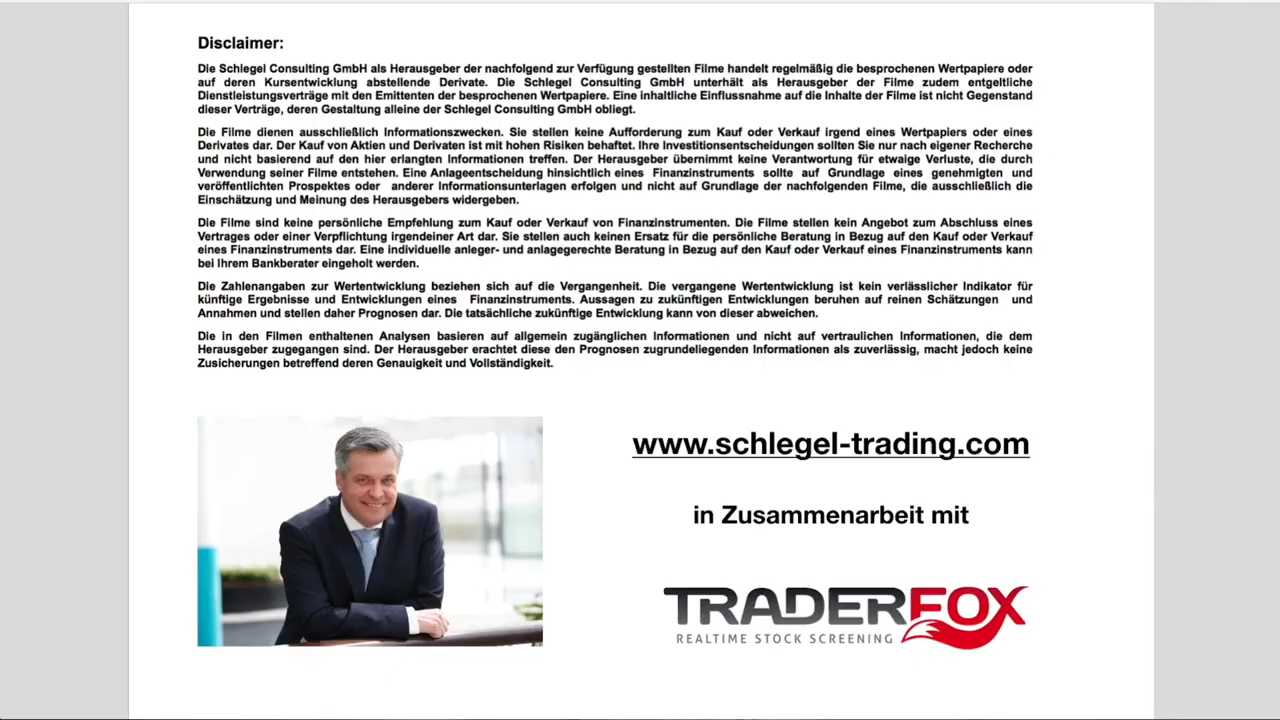 Disclaimer:
Die Schlegel Consulting GmbH als Herausgeber der nachfolgend zur Verfügung gestellten Filme handelt regelmäßig die besprochenen Wertpapiere oder
auf deren Kursentwicklung abstellende Derivate. Die Schlegel Consulting GmbH unterhält als Herausgeber der Filme zudem entgeltliche
Dienstleistungsverträge mit den Emittenten der besprochenen Wertpapiere. Eine inhaltliche Einflussnahme auf die Inhalte der Filme ist nicht Gegenstand
dieser Verträge, deren Gestaltung alleine der Schlegel Consulting GmbH obliegt.
Die Filme dienen ausschließlich Informationszwecken. Sie stellen keine Aufforderung zum Kauf oder Verkauf irgend eines Wertpapiers oder eines
Derivates dar. Der Kauf von Aktien und Derivaten ist mit hohen Risiken behaftet. Ihre Investitionsentscheidungen sollten Sie nur nach eigener Recherche
und nicht basierend auf den hier erlangten Informationen treffen. Der Herausgeber übernimmt keine Verantwortung für etwaige Verluste, die durch
Verwendung seiner Filme entstehen. Eine Anlageentscheidung hinsichtlich eines Finanzinstruments sollte auf Grundlage eines genehmigten und
veröffentlichten Prospektes oder anderer Informationsunterlagen erfolgen und nicht auf Grundlage der nachfolgenden Filme, die ausschließlich die
Einschätzung und Meinung des Herausgebers widergeben.
Die Filme sind keine persönliche Empfehlung zum Kauf oder Verkauf von Finanzinstrumenten. Die Filme stellen kein Angebot zum Abschluss eines
Vertrages oder einer Verpflichtung irgendeiner Art dar. Sie stellen auch keinen Ersatz für die persönliche Beratung in Bezug auf den Kauf oder Verkauf
eines Finanzinstruments dar. Eine individuelle anleger- und anlagegerechte Beratung in Bezug auf den Kauf oder Verkauf eines Finanzinstruments kann
bei Ihrem Bankberater eingeholt werden.
Die Zahlenangaben zur Wertentwicklung beziehen sich auf die Vergangenheit. Die vergangene Wertentwicklung ist kein verlässlicher Indikator für
künftige Ergebnisse und Entwicklungen eines Finanzinstruments. Aussagen zu zukünftigen Entwicklungen beruhen auf reinen Schätzungen und
Annahmen und stellen daher Prognosen dar. Die tatsächliche zukünftige Entwicklung kann von dieser abweichen.
Die in den Filmen enthaltenen Analysen basieren auf allgemein zugänglichen Informationen und nicht auf vertraulichen Informationen, die dem
Herausgeber zugegangen sind. Der Herausgeber erachtet diese den Prognosen zugrundeliegenden Informationen als zuverlässig, macht jedoch keine
Zusicherungen betreffend deren Genauigkeit und Vollständigkeit.
www.schlegel-trading.com
in Zusammenarbeit mit
TRADERFOX
REALTIME STOCK SCREENING